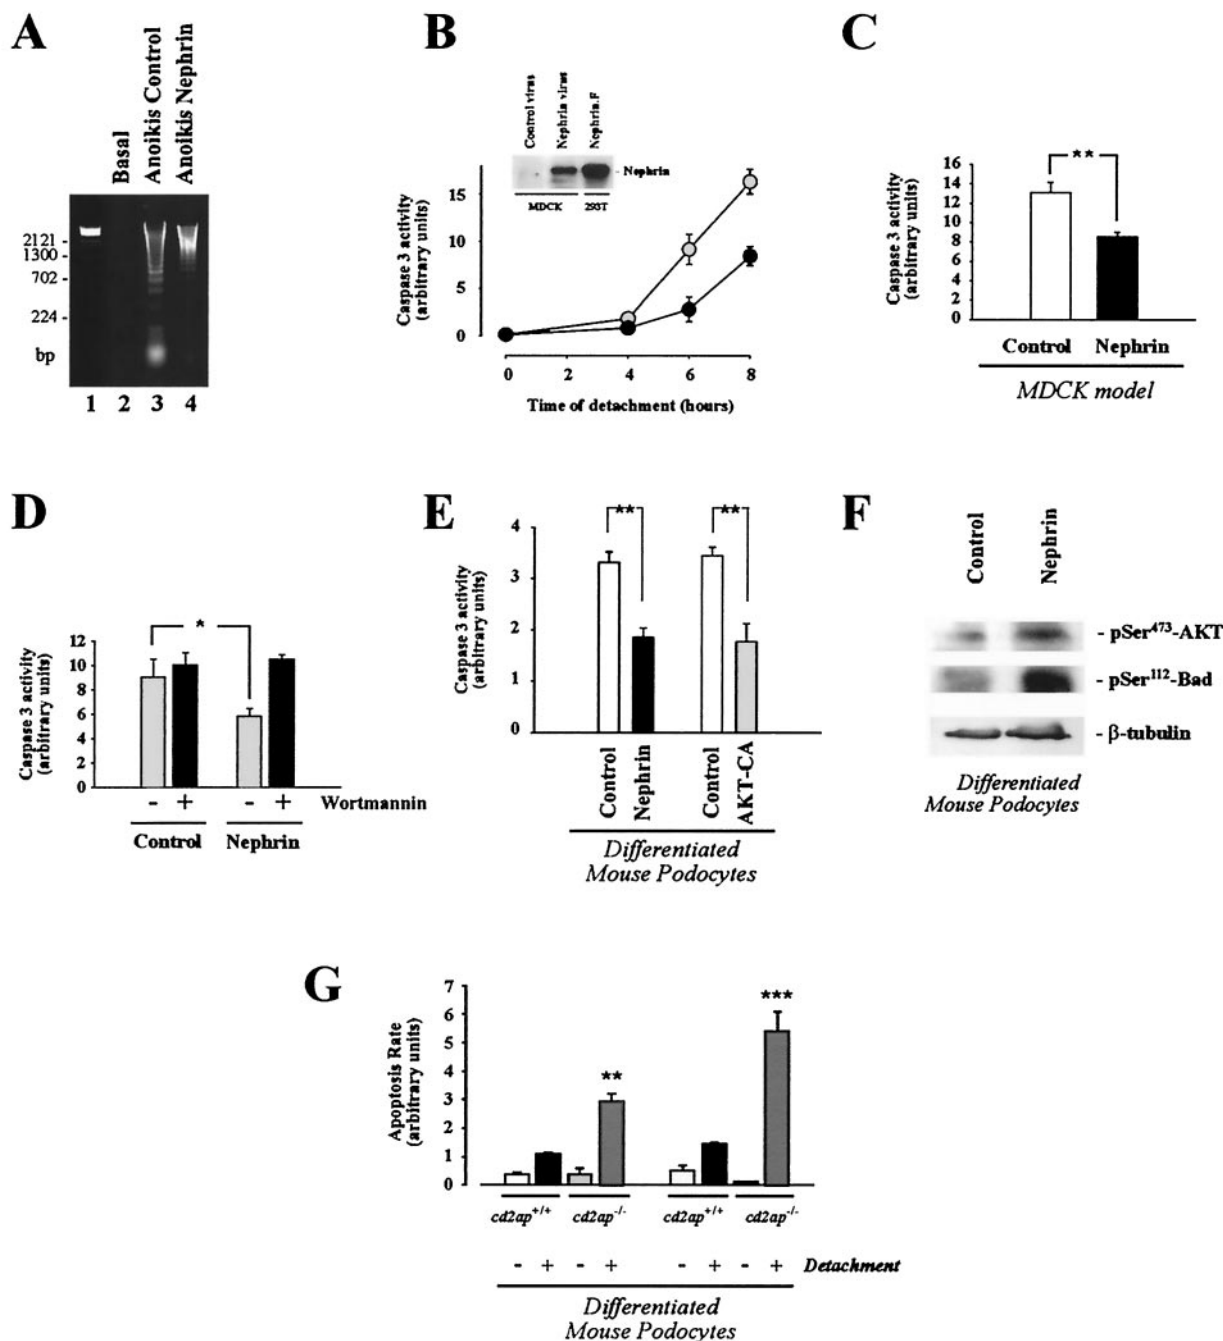 A
Basal
Anoikis Control
Anoikis Nephrin
2121 -
1300 -
702 -
224 -
bp
1 2 3 4
B
Control virus
Nephrin virus
Nephrin.F
- Nephrin
MDCK 293T
Caspase 3 activity
(arbitrary units)
15
10
5
0
0 2 4 6 8
Time of detachment (hours)
C
**
Caspase 3 activity
(arbitrary units)
16
14
12
10
8
6
4
2
0
Control Nephrin
MDCK model
D
*
Caspase 3 activity
(arbitrary units)
12
10
8
6
4
2
0
- + - + Wortmannin
Control Nephrin
E
** **
Caspase 3 activity
(arbitrary units)
4
3
2
1
0
Control
Nephrin
Control
AKT-CA
Differentiated
Mouse Podocytes
F
Control
Nephrin
- pSer473-AKT
- pSer112-Bad
- β-tubulin
Differentiated
Mouse Podocytes
G
Apoptosis Rate
(arbitrary units)
7
6
5
4
3
2
1
0
**
***
cd2ap+/+ cd2ap-/- cd2ap+/+ cd2ap-/-
- + - + - + - + Detachment
Differentiated
Mouse Podocytes